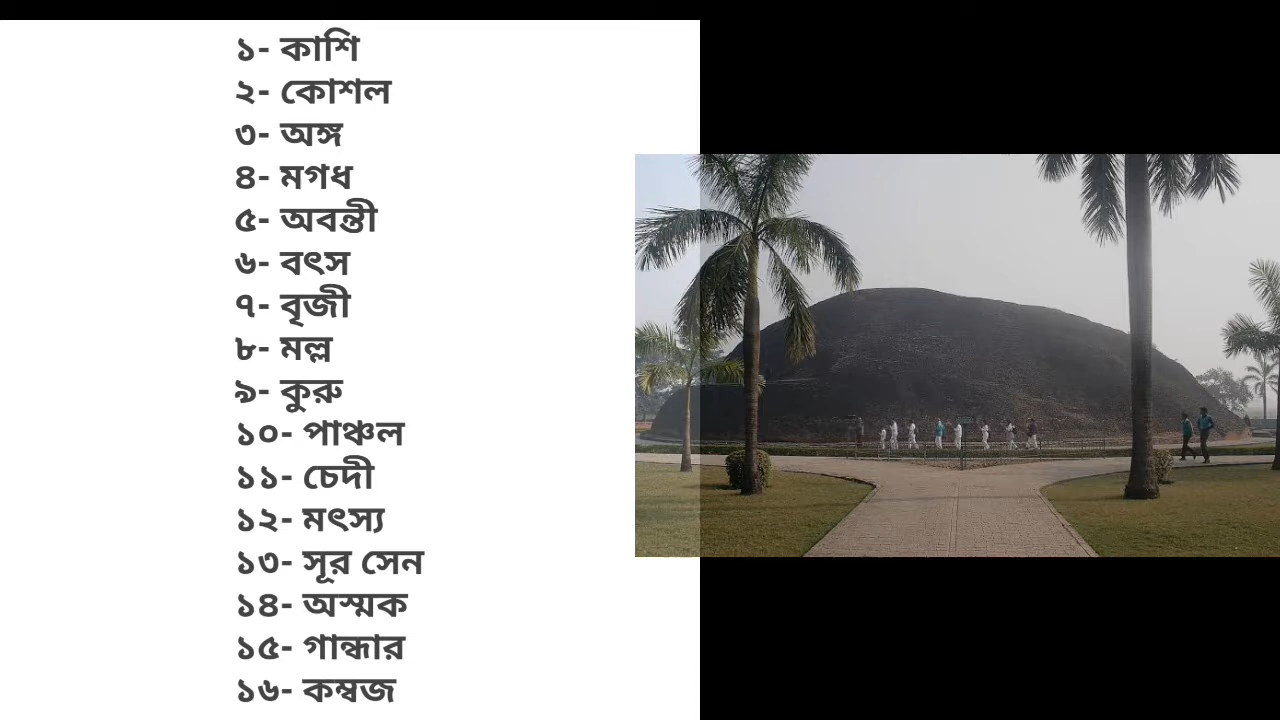 ১- কাশি
২- কোশল
৩- অঙ্গ
৪- মগধ
৫- অবন্তী
৬- বৎস
৭- বৃজী
৮- মল্ল
৯- কুরু
১০- পাঞ্চল
১১- চেদী
১২- মৎস্য
১৩- সূর সেন
১৪- অস্মক
১৫- গান্ধার
১৬- কম্বজ